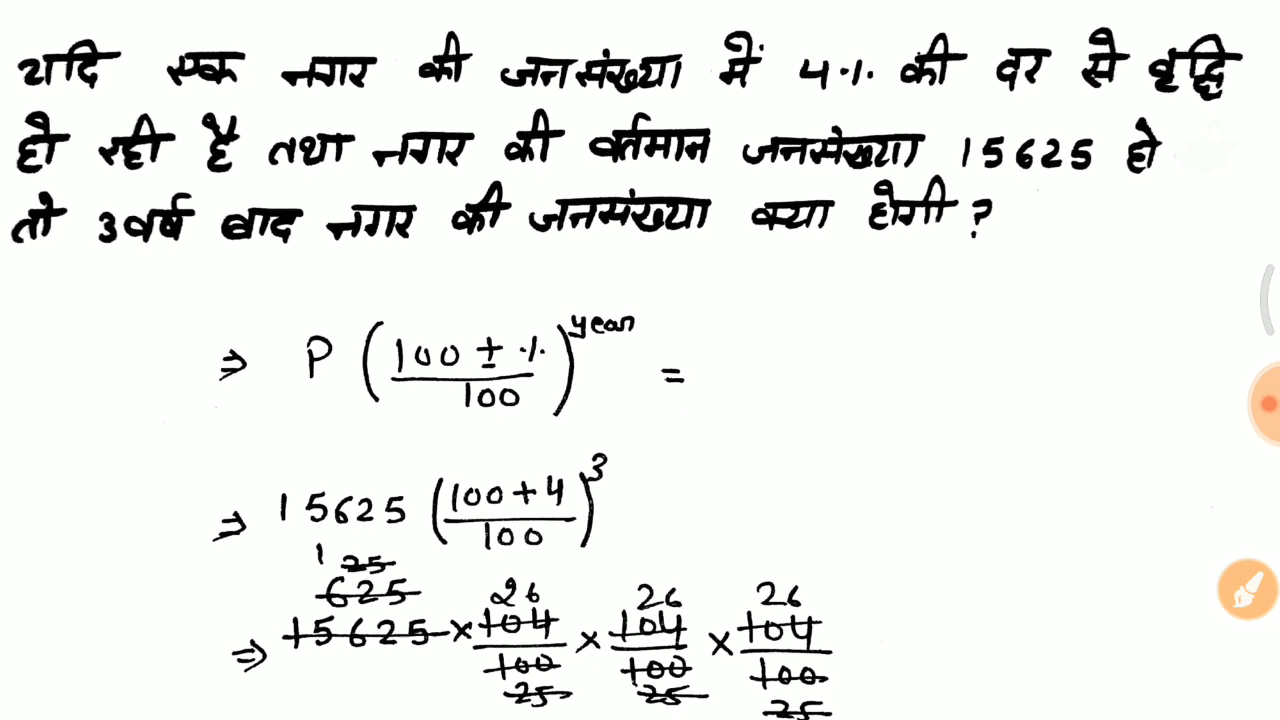 यदि एक नगर की जनसंख्या में 4% की दर से वृद्धि
हो रही है तथा नगर की वर्तमान जनसंख्या 15625 हो
तो 3 वर्ष बाद नगर की जनसंख्या क्या होगी ?
⇒ P ( (100 ± %) / 100 )^year =
⇒ 15625 ( (100 + 4) / 100 )^3
1 25
625 26 26 26
⇒ 15625 × 104/100 × 104/100 × 104/100
25 25 25